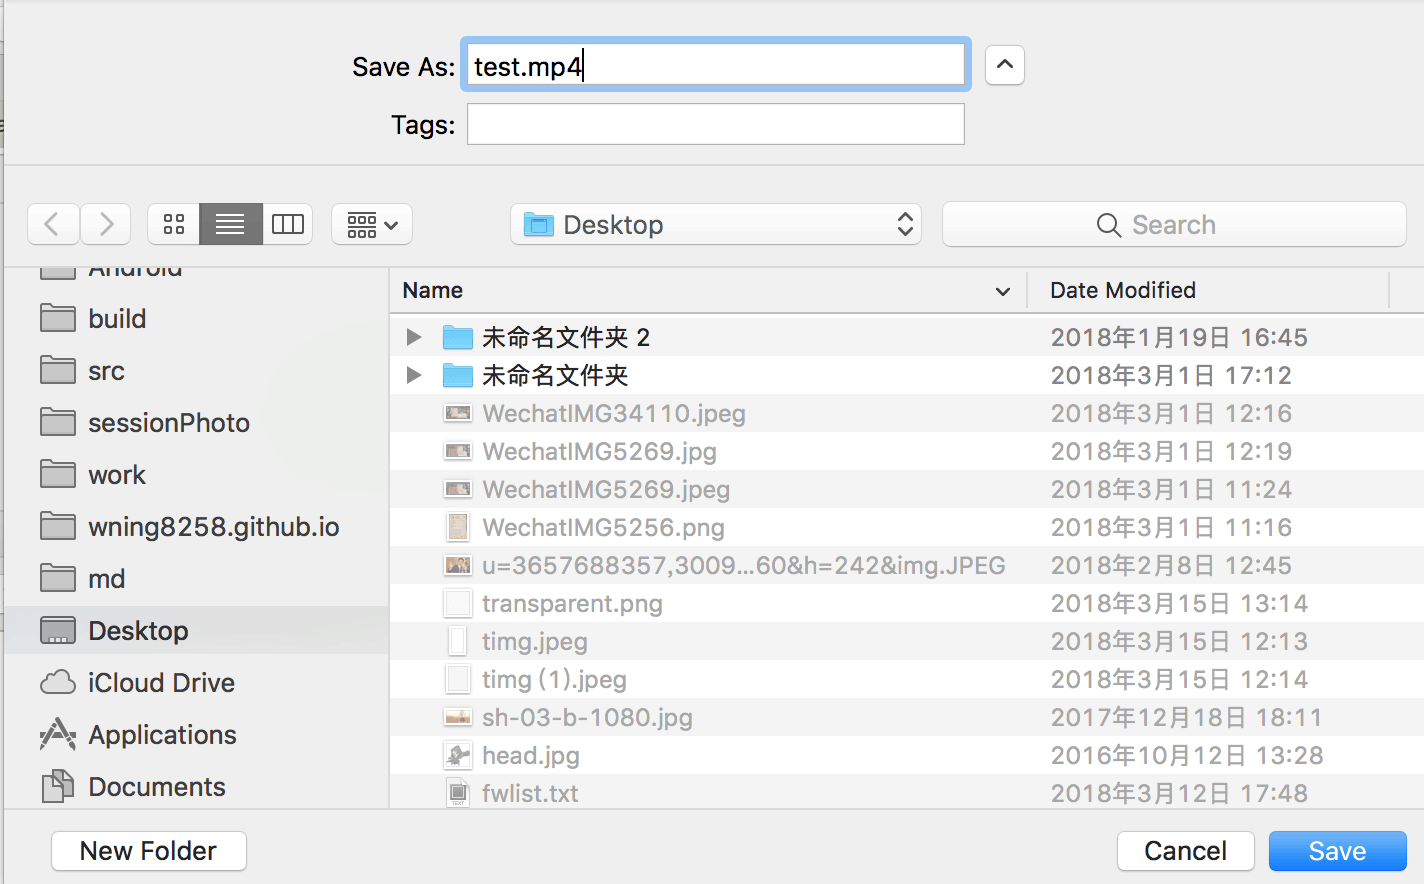 Save As: test.mp4
Tags:
Desktop
Search
Android
build
src
sessionPhoto
work
wning8258.github.io
md
Desktop
iCloud Drive
Applications
Documents
Name Date Modified
未命名文件夹 2 2018年1月19日 16:45
未命名文件夹 2018年3月1日 17:12
WechatIMG34110.jpeg 2018年3月1日 12:16
WechatIMG5269.jpg 2018年3月1日 12:19
WechatIMG5269.jpeg 2018年3月1日 11:24
WechatIMG5256.png 2018年3月1日 11:16
u=3657688357,3009...60&h=242&img.JPEG 2018年2月8日 12:45
transparent.png 2018年3月15日 13:14
timg.jpeg 2018年3月15日 12:13
timg (1).jpeg 2018年3月15日 12:14
sh-03-b-1080.jpg 2017年12月18日 18:11
head.jpg 2016年10月12日 13:28
fwlist.txt 2018年3月12日 17:48
New Folder
Cancel
Save